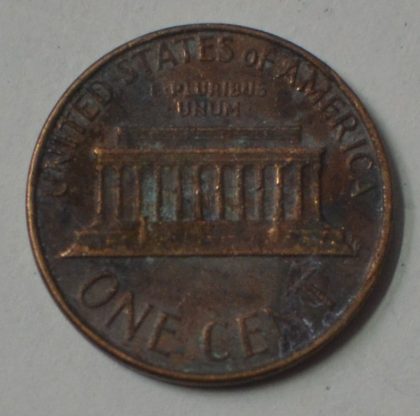 UNITED STATES OF AMERICA
E PLURIBUS
UNUM
ONE CENT